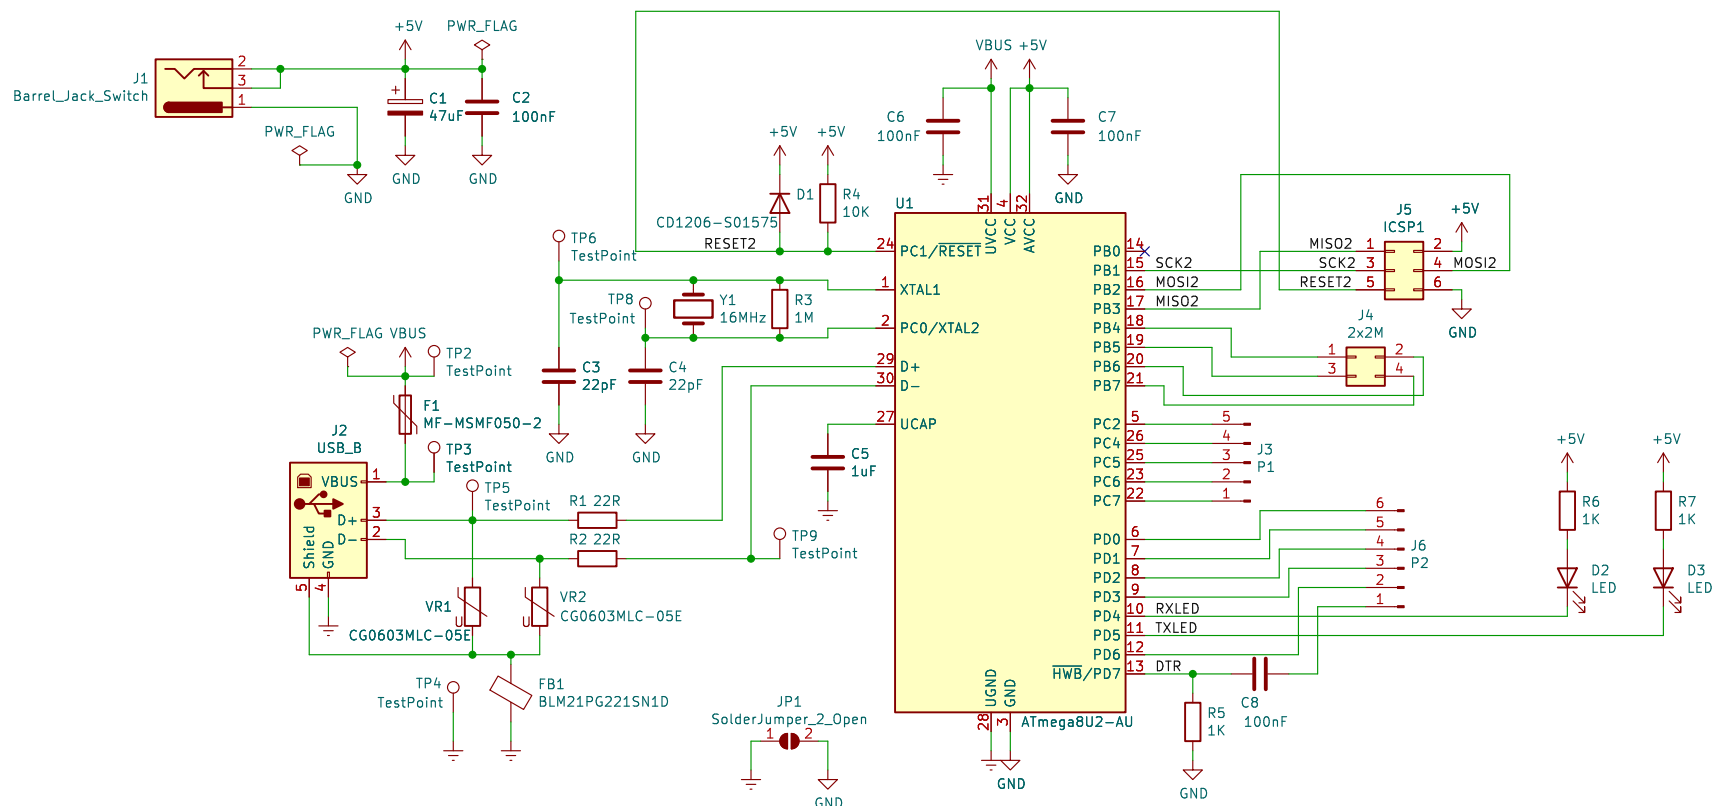 J1
Barrel_Jack_Switch
2
3
1
+5V
PWR_FLAG
+
C1
47uF
C2
100nF
PWR_FLAG
GND
GND
GND
VBUS +5V
C6
100nF
C7
100nF
GND
+5V +5V
D1
CD1206-S01575
R4
10K
RESET2
TP6
TestPoint
TP8
TestPoint
Y1
16MHz
R3
1M
C3
22pF
C4
22pF
GND
GND
PWR_FLAG VBUS
TP2
TestPoint
F1
MF-MSMF050-2
J2
USB_B
TP3
TestPoint
VBUS 1
D+ 3
D- 2
Shield
GND
5
4
TP5
TestPoint
R1 22R
R2 22R
TP9
TestPoint
VR1
CG0603MLC-05E
U
VR2
CG0603MLC-05E
U
TP4
TestPoint
FB1
BLM21PG221SN1D
C5
1uF
JP1
SolderJumper_2_Open
1 2
GND
U1
ATmega8U2-AU
31 UVCC
4 VCC
32 AVCC
24 PC1/RESET
1 XTAL1
2 PC0/XTAL2
29 D+
30 D-
27 UCAP
28 UGND
3 GND
GND
PB0 14
PB1 15 SCK2
PB2 16 MOSI2
PB3 17 MISO2
PB4 18
PB5 19
PB6 20
PB7 21
PC2 5
PC4 26
PC5 25
PC6 23
PC7 22
PD0 6
PD1 7
PD2 8
PD3 9
PD4 10 RXLED
PD5 11 TXLED
PD6 12
HWB/PD7 13 DTR
5
4
3
2
1
J3
P1
6
5
4
3
2
1
J6
P2
J5
ICSP1
MISO2 1
SCK2 3
RESET2 5
2
4 MOSI2
6
+5V
GND
J4
2x2M
1 2
3 4
+5V
R6
1K
D2
LED
+5V
R7
1K
D3
LED
C8
100nF
R5
1K
GND